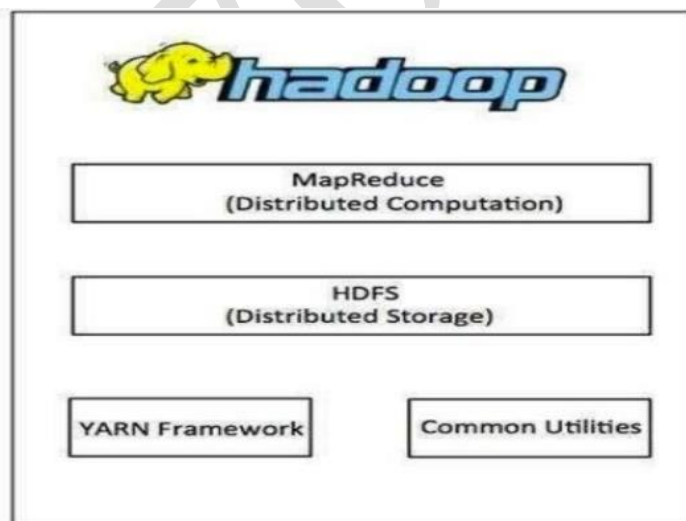 hadoop
MapReduce
(Distributed Computation)
HDFS
(Distributed Storage)
YARN Framework
Common Utilities